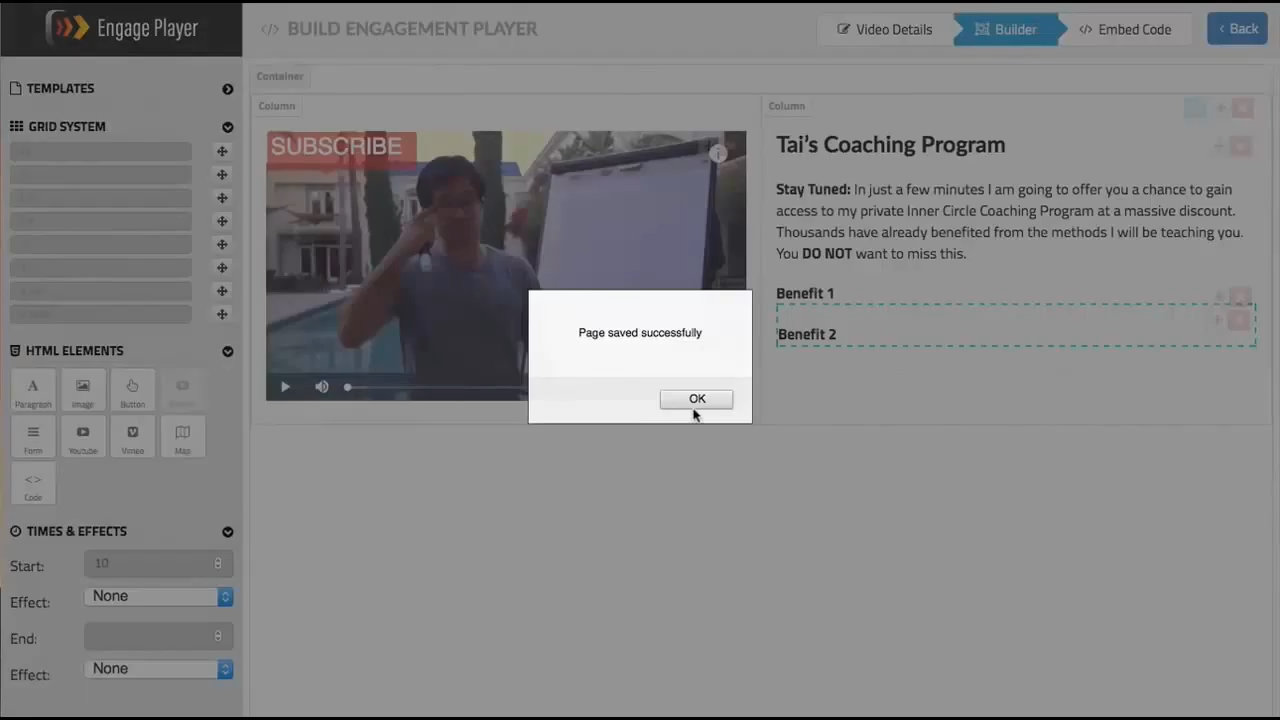 Engage Player
</> BUILD ENGAGEMENT PLAYER
Video Details
Builder
</> Embed Code
‹ Back
TEMPLATES
GRID SYSTEM
HTML ELEMENTS
Paragraph
Image
Button
Form
Youtube
Vimeo
Map
<>
Code
TIMES & EFFECTS
Start:
10
Effect:
None
End:
Effect:
None
Container
Column
SUBSCRIBE
Column
Tai's Coaching Program
Stay Tuned: In just a few minutes I am going to offer you a chance to gain
access to my private Inner Circle Coaching Program at a massive discount.
Thousands have already benefited from the methods I will be teaching you.
You DO NOT want to miss this.
Benefit 1
Benefit 2
Page saved successfully
OK